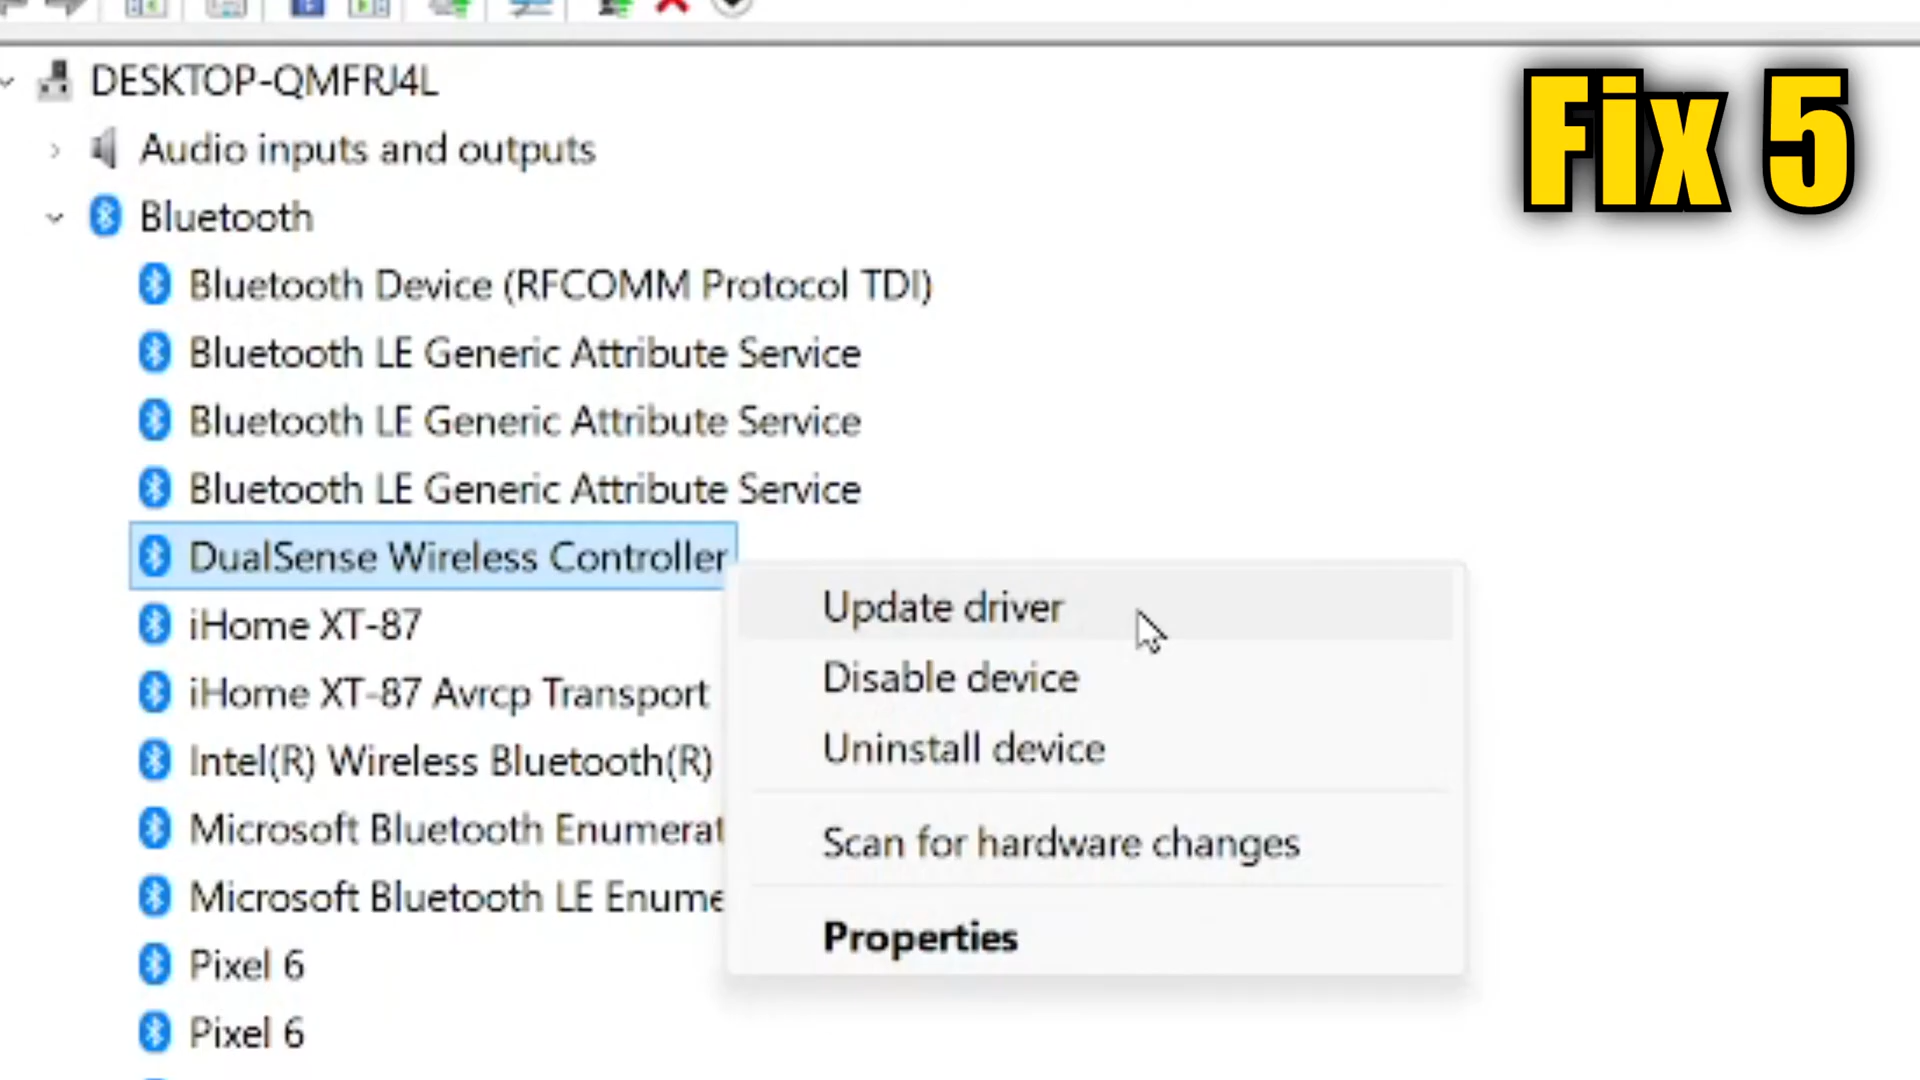 DESKTOP-QMFRJ4L
Fix 5
Audio inputs and outputs
Bluetooth
Bluetooth Device (RFCOMM Protocol TDI)
Bluetooth LE Generic Attribute Service
Bluetooth LE Generic Attribute Service
Bluetooth LE Generic Attribute Service
DualSense Wireless Controller
iHome XT-87
iHome XT-87 Avrcp Transport
Intel(R) Wireless Bluetooth(R)
Microsoft Bluetooth Enumerat
Microsoft Bluetooth LE Enume
Pixel 6
Pixel 6
Update driver
Disable device
Uninstall device
Scan for hardware changes
Properties